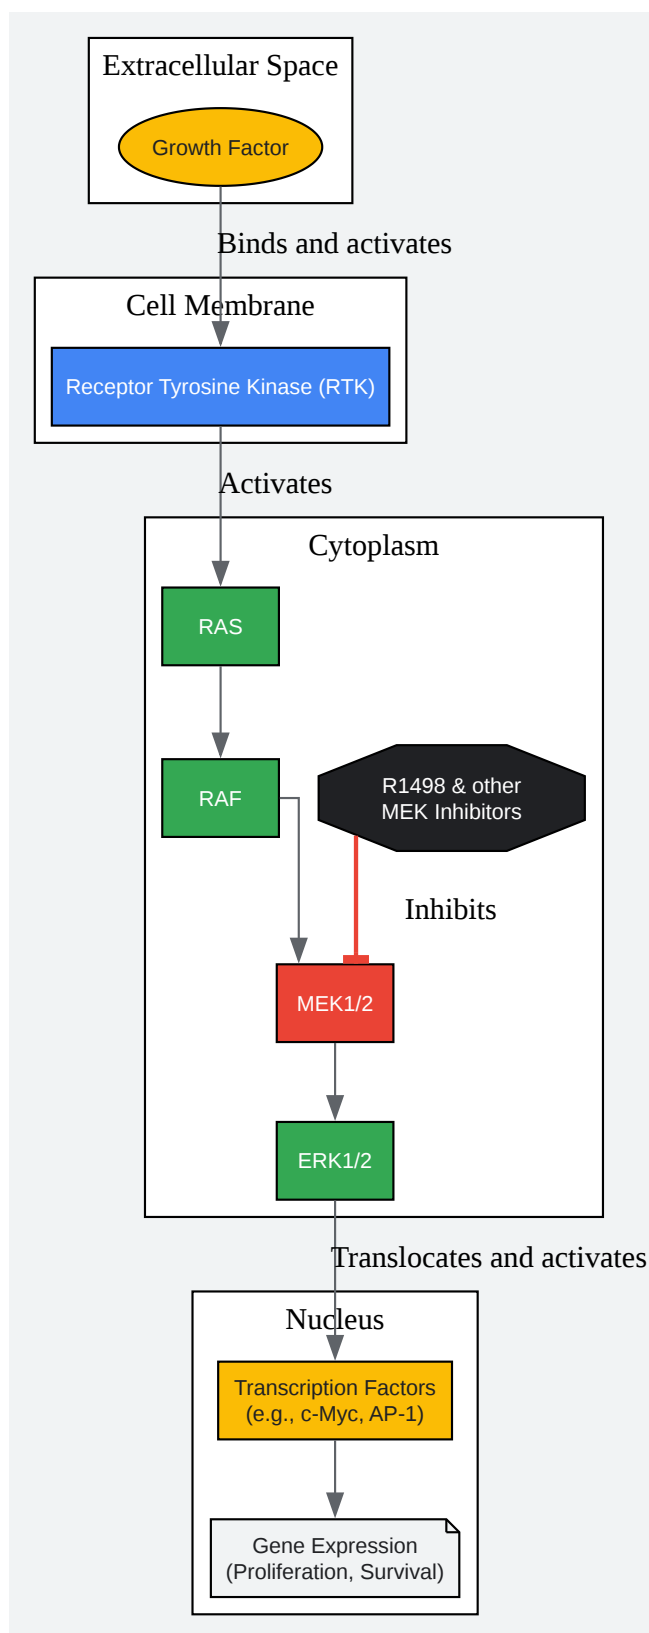 Extracellular Space
Growth Factor
Binds and activates
Cell Membrane
Receptor Tyrosine Kinase (RTK)
Activates
Cytoplasm
RAS
RAF
R1498 & other
MEK Inhibitors
Inhibits
MEK1/2
ERK1/2
Translocates and activates
Nucleus
Transcription Factors
(e.g., c-Myc, AP-1)
Gene Expression
(Proliferation, Survival)